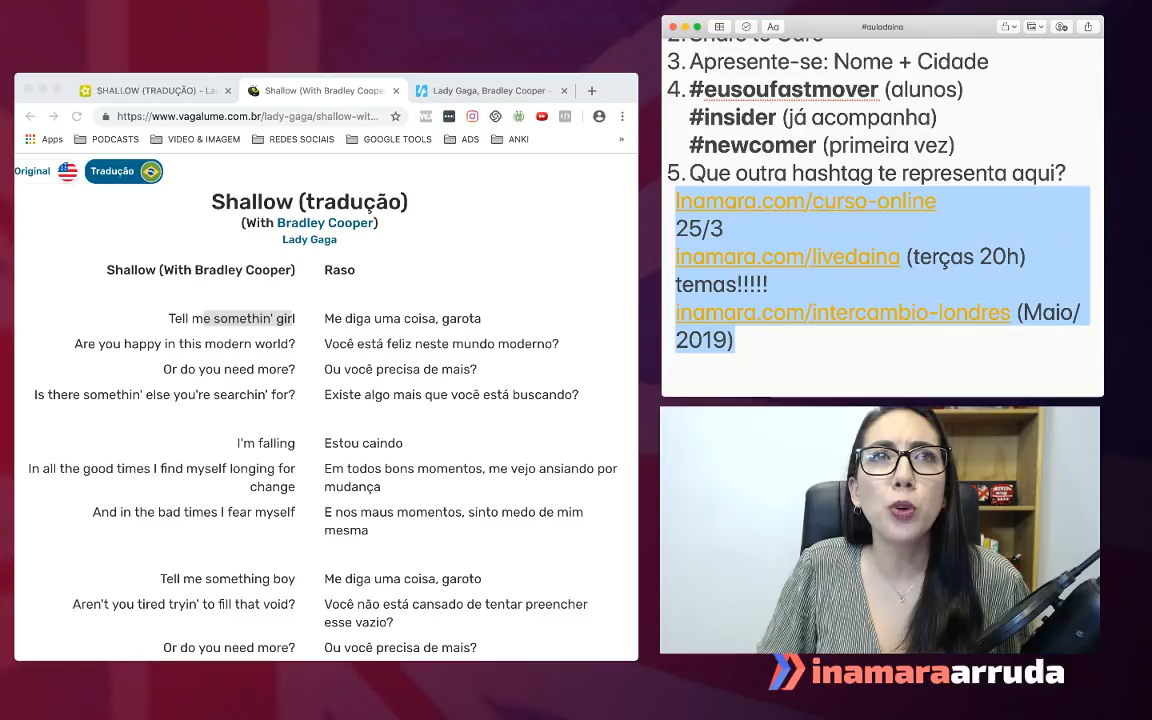 SHALLOW (TRADUÇÃO) - La
Shallow (With Bradley Coope
Lady Gaga, Bradley Cooper -
https://www.vagalume.com.br/lady-gaga/shallow-wit...
Apps
PODCASTS
VIDEO & IMAGEM
REDES SOCIAIS
GOOGLE TOOLS
ADS
ANKI
»
Original
Tradução
Shallow (tradução)
(With Bradley Cooper)
Lady Gaga
Shallow (With Bradley Cooper) Raso
Tell me somethin' girl Me diga uma coisa, garota
Are you happy in this modern world? Você está feliz neste mundo moderno?
Or do you need more? Ou você precisa de mais?
Is there somethin' else you're searchin' for? Existe algo mais que você está buscando?
I'm falling Estou caindo
In all the good times I find myself longing for Em todos bons momentos, me vejo ansiando por
change mudança
And in the bad times I fear myself E nos maus momentos, sinto medo de mim
mesma
Tell me something boy Me diga uma coisa, garoto
Aren't you tired tryin' to fill that void? Você não está cansado de tentar preencher
esse vazio?
Or do you need more? Ou você precisa de mais?
Aa
#auladaina
2. Share to Care
3. Apresente-se: Nome + Cidade
4. #eusoufastmover (alunos)
#insider (já acompanha)
#newcomer (primeira vez)
5. Que outra hashtag te representa aqui?
Inamara.com/curso-online
25/3
inamara.com/livedaina (terças 20h)
temas!!!!!
inamara.com/intercambio-londres (Maio/
2019)
inamaraarruda